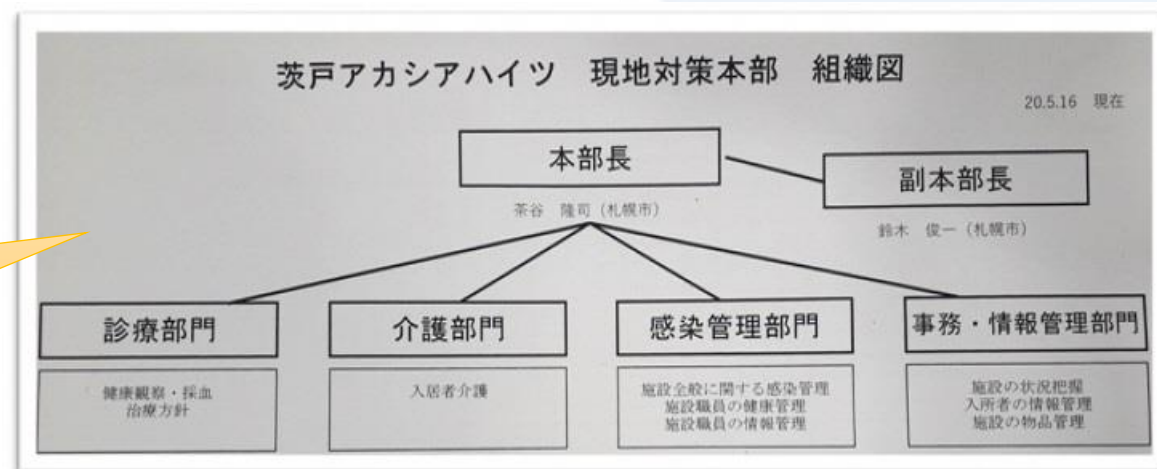 茨戸アカシアハイツ 現地対策本部 組織図
20.5.16 現在
本部長
茶谷 隆司（札幌市）
副本部長
鈴木 俊一（札幌市）
診療部門
健康観察・採血
治療方針
介護部門
入居者介護
感染管理部門
施設全般に関する感染管理
施設職員の健康管理
施設職員の情報管理
事務・情報管理部門
施設の状況把握
入所者の情報管理
施設の物品管理